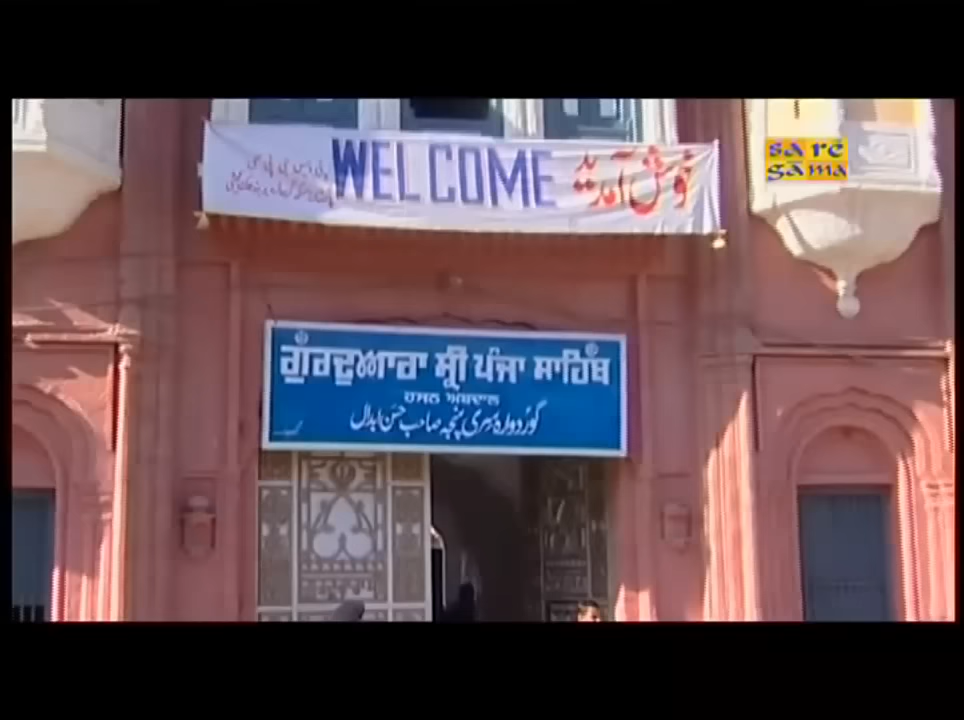 WELCOME خوش آمدید
sa re
ga ma
ਗੁਰਦੁਆਰਾ ਸ੍ਰੀ ਪੰਜਾ ਸਾਹਿਬ
ਹਸਨ ਅਬਦਾਲ
گوردوارہ سری پنجہ صاحب حسن ابدال